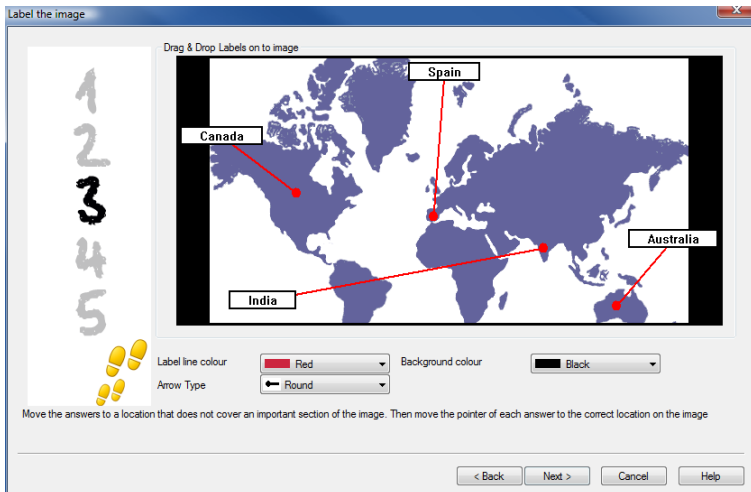 Label the image
1
2
3
4
5
Drag & Drop Labels on to image
Spain
Canada
Australia
India
Label line colour
Red
Background colour
Black
Arrow Type
Round
Move the answers to a location that does not cover an important section of the image. Then move the pointer of each answer to the correct location on the image
< Back
Next >
Cancel
Help